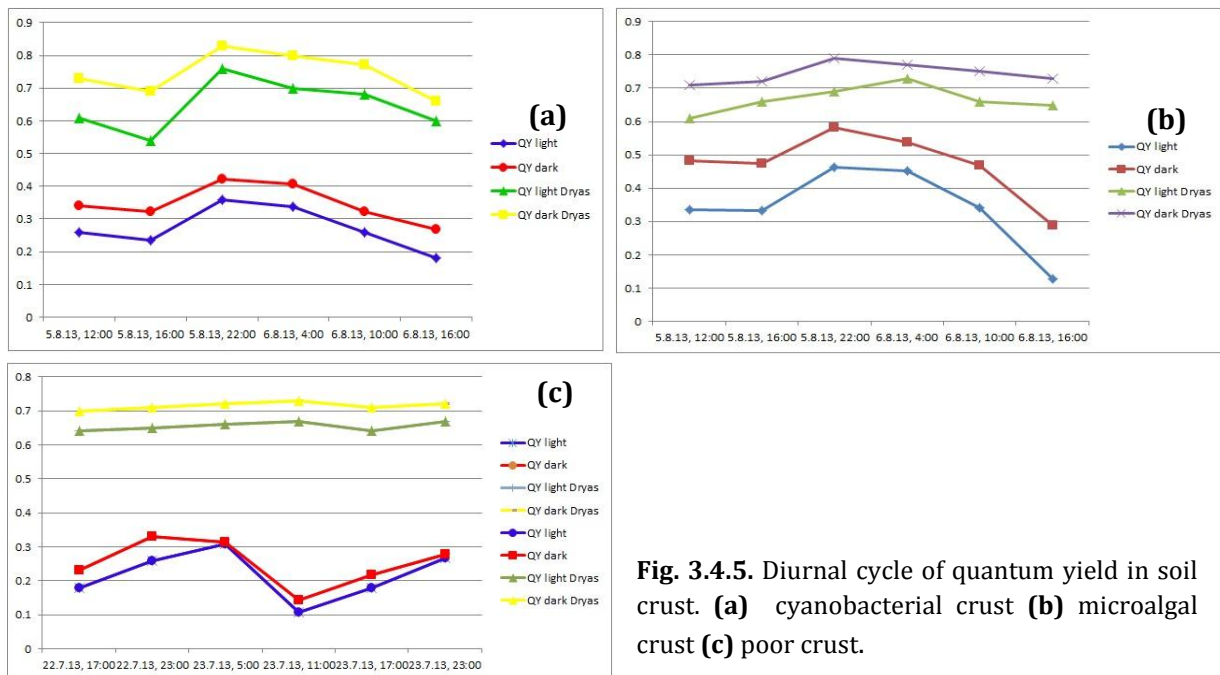 0.9
0.8
0.7
0.6
0.5
0.4
0.3
0.2
0.1
0
5.8.13, 12:00 5.8.13, 16:00 5.8.13, 22:00 6.8.13, 4:00 6.8.13, 10:00 6.8.13, 16:00
(a)
QY light
QY dark
QY light Dryas
QY dark Dryas
0.9
0.8
0.7
0.6
0.5
0.4
0.3
0.2
0.1
0
5.8.13, 12:00 5.8.13, 16:00 5.8.13, 22:00 6.8.13, 4:00 6.8.13, 10:00 6.8.13, 16:00
(b)
QY light
QY dark
QY light Dryas
QY dark Dryas
0.8
0.7
0.6
0.5
0.4
0.3
0.2
0.1
0
22.7.13, 17:00 22.7.13, 23:00 23.7.13, 5:00 23.7.13, 11:00 23.7.13, 17:00 23.7.13, 23:00
(c)
QY light
QY dark
QY light Dryas
QY dark Dryas
QY light
QY dark
QY light Dryas
QY dark Dryas
Fig. 3.4.5. Diurnal cycle of quantum yield in soil
crust. (a) cyanobacterial crust (b) microalgal
crust (c) poor crust.